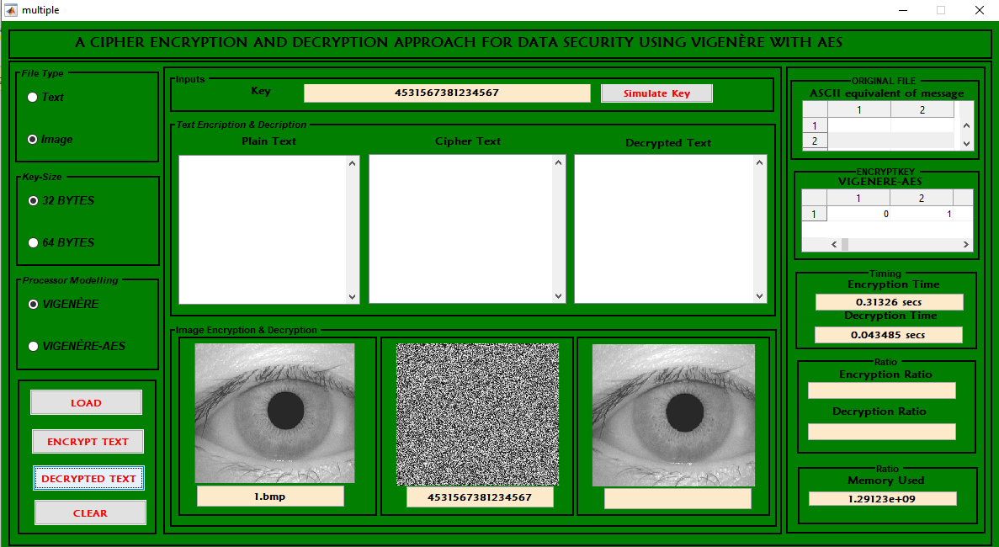 multiple
A CIPHER ENCRYPTION AND DECRYPTION APPROACH FOR DATA SECURITY USING VIGENÈRE WITH AES
File Type
Text
Image
Key-Size
32 BYTES
64 BYTES
Processor Modelling
VIGENÈRE
VIGENÈRE-AES
LOAD
ENCRYPT TEXT
DECRYPTED TEXT
CLEAR
Inputs
Key 4531567381234567 Simulate Key
Text Encription & Decription
Plain Text Cipher Text Decrypted Text
Image Encryption & Decryption
1.bmp 4531567381234567
ORIGINAL FILE
ASCII equivalent of message
1 2
1
2
ENCRYPTKEY
VIGENERE-AES
1 2
1 0 1
Timing
Encryption Time
0.31326 secs
Decryption Time
0.043485 secs
Ratio
Encryption Ratio
Decryption Ratio
Ratio
Memory Used
1.29123e+09